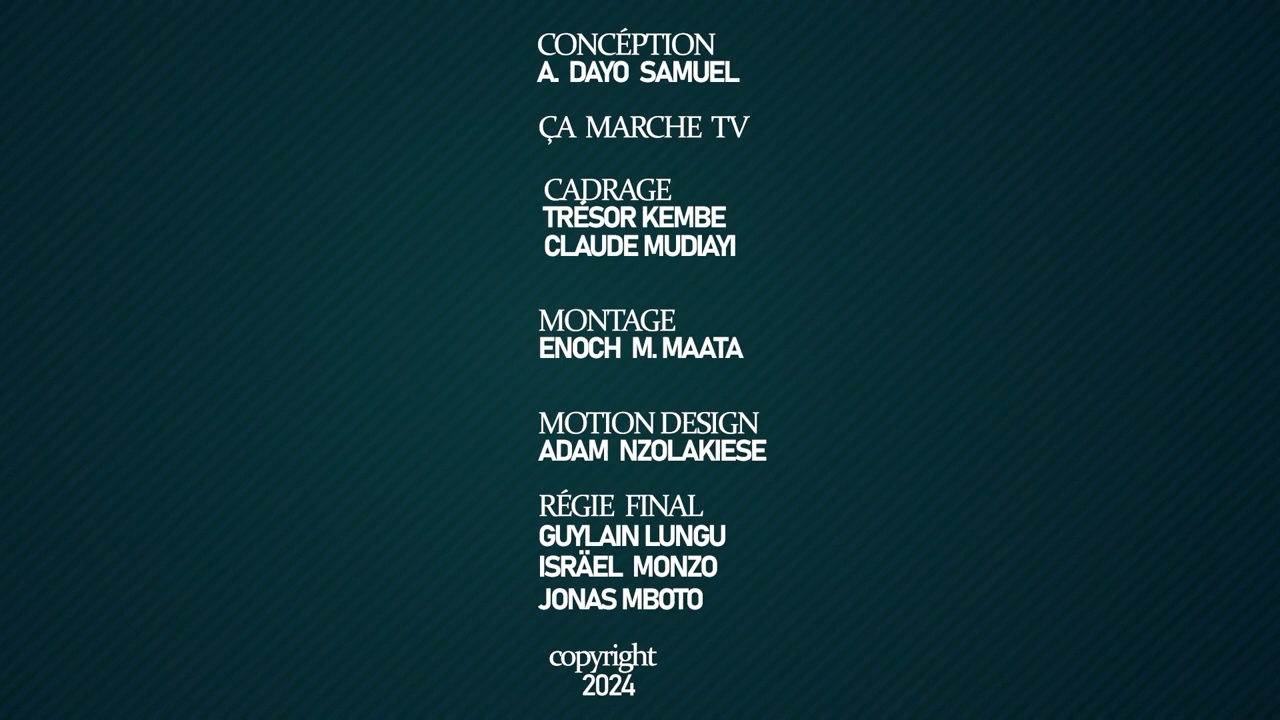 CONCÉPTION
A. DAYO SAMUEL
ÇA MARCHE TV
CADRAGE
TRÉSOR KEMBE
CLAUDE MUDIAYI
MONTAGE
ENOCH M. MAATA
MOTION DESIGN
ADAM NZOLAKIESE
RÉGIE FINAL
GUYLAIN LUNGU
ISRÄEL MONZO
JONAS MBOTO
copyright
2024